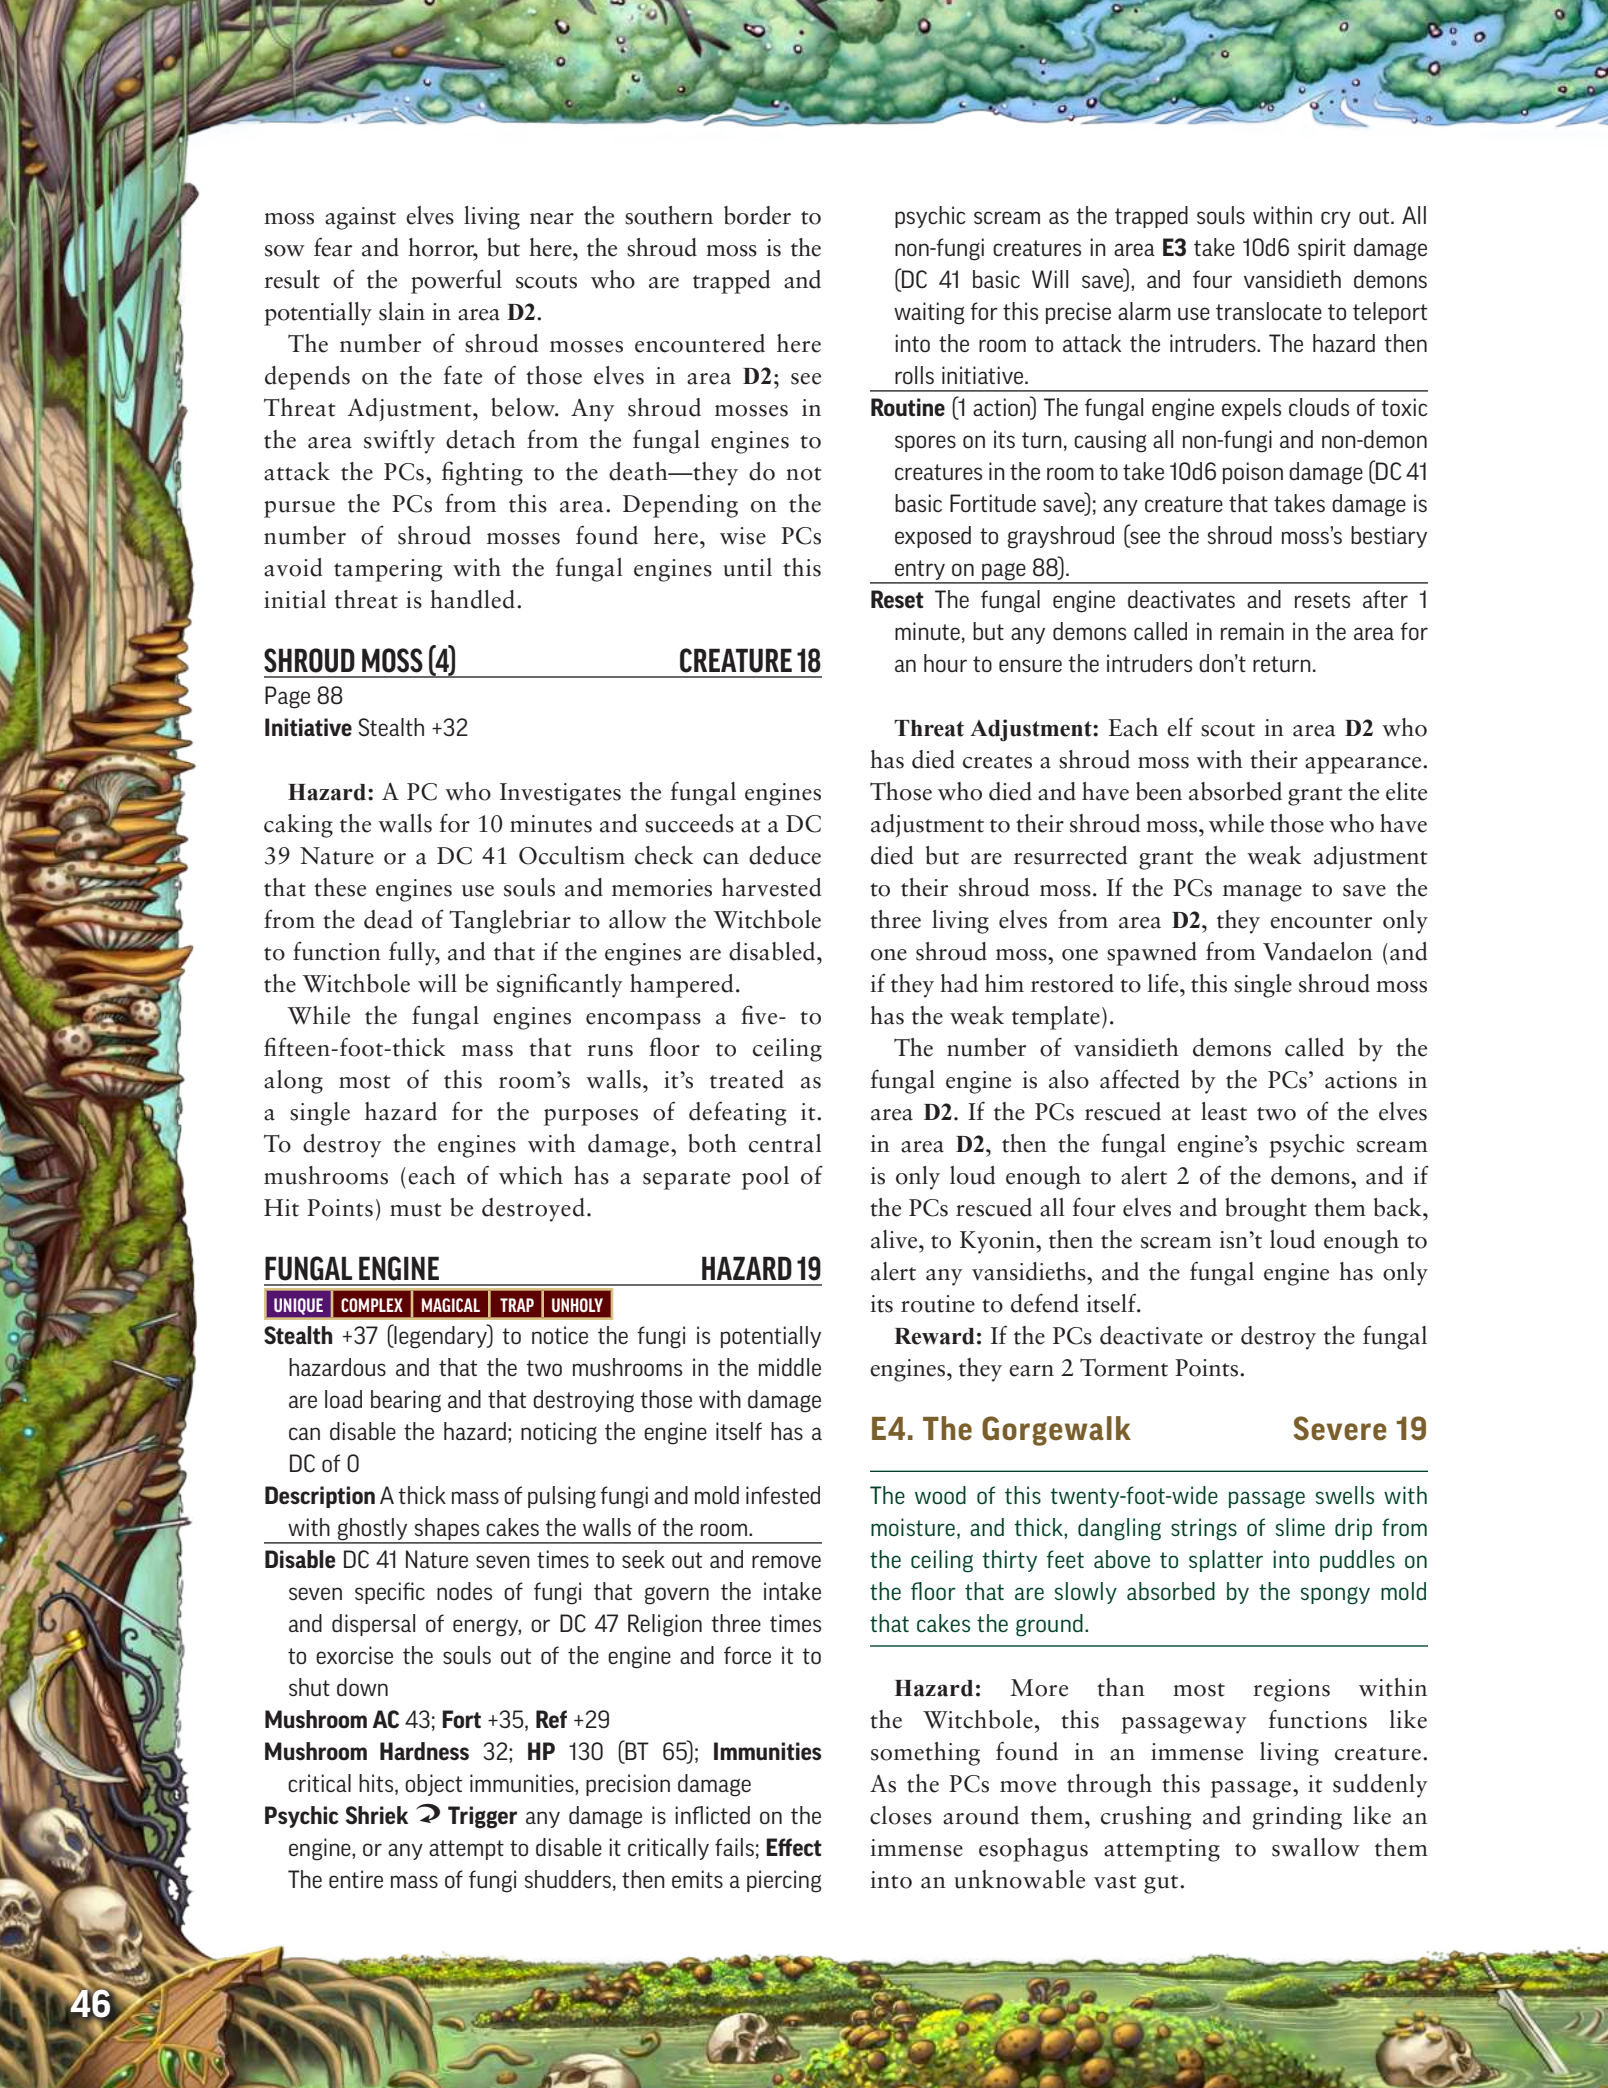 moss against elves living near the southern border to
sow fear and horror, but here, the shroud moss is the
result of the powerful scouts who are trapped and
potentially slain in area D2.
The number of shroud mosses encountered here
depends on the fate of those elves in area D2; see
Threat Adjustment, below. Any shroud mosses in
the area swiftly detach from the fungal engines to
attack the PCs, fighting to the death—they do not
pursue the PCs from this area. Depending on the
number of shroud mosses found here, wise PCs
avoid tampering with the fungal engines until this
initial threat is handled.
SHROUD MOSS (4) CREATURE 18
Page 88
Initiative Stealth +32
Hazard: A PC who Investigates the fungal engines
caking the walls for 10 minutes and succeeds at a DC
39 Nature or a DC 41 Occultism check can deduce
that these engines use souls and memories harvested
from the dead of Tanglebriar to allow the Witchbole
to function fully, and that if the engines are disabled,
the Witchbole will be significantly hampered.
While the fungal engines encompass a five- to
fifteen-foot-thick mass that runs floor to ceiling
along most of this room's walls, it's treated as
a single hazard for the purposes of defeating it.
To destroy the engines with damage, both central
mushrooms (each of which has a separate pool of
Hit Points) must be destroyed.
FUNGAL ENGINE HAZARD 19
UNIQUE COMPLEX MAGICAL TRAP UNHOLY
Stealth +37 (legendary) to notice the fungi is potentially
hazardous and that the two mushrooms in the middle
are load bearing and that destroying those with damage
can disable the hazard; noticing the engine itself has a
DC of 0
Description A thick mass of pulsing fungi and mold infested
with ghostly shapes cakes the walls of the room.
Disable DC 41 Nature seven times to seek out and remove
seven specific nodes of fungi that govern the intake
and dispersal of energy, or DC 47 Religion three times
to exorcise the souls out of the engine and force it to
shut down
Mushroom AC 43; Fort +35, Ref +29
Mushroom Hardness 32; HP 130 (BT 65); Immunities
critical hits, object immunities, precision damage
Psychic Shriek Trigger any damage is inflicted on the
engine, or any attempt to disable it critically fails; Effect
The entire mass of fungi shudders, then emits a piercing
psychic scream as the trapped souls within cry out. All
non-fungi creatures in area E3 take 10d6 spirit damage
(DC 41 basic Will save), and four vansidieth demons
waiting for this precise alarm use translocate to teleport
into the room to attack the intruders. The hazard then
rolls initiative.
Routine (1 action) The fungal engine expels clouds of toxic
spores on its turn, causing all non-fungi and non-demon
creatures in the room to take 10d6 poison damage (DC 41
basic Fortitude save); any creature that takes damage is
exposed to grayshroud (see the shroud moss's bestiary
entry on page 88).
Reset The fungal engine deactivates and resets after 1
minute, but any demons called in remain in the area for
an hour to ensure the intruders don't return.
Threat Adjustment: Each elf scout in area D2 who
has died creates a shroud moss with their appearance.
Those who died and have been absorbed grant the elite
adjustment to their shroud moss, while those who have
died but are resurrected grant the weak adjustment
to their shroud moss. If the PCs manage to save the
three living elves from area D2, they encounter only
one shroud moss, one spawned from Vandaelon (and
if they had him restored to life, this single shroud moss
has the weak template).
The number of vansidieth demons called by the
fungal engine is also affected by the PCs' actions in
area D2. If the PCs rescued at least two of the elves
in area D2, then the fungal engine's psychic scream
is only loud enough to alert 2 of the demons, and if
the PCs rescued all four elves and brought them back,
alive, to Kyonin, then the scream isn't loud enough to
alert any vansidieths, and the fungal engine has only
its routine to defend itself.
Reward: If the PCs deactivate or destroy the fungal
engines, they earn 2 Torment Points.
E4. The Gorgewalk Severe 19
The wood of this twenty-foot-wide passage swells with
moisture, and thick, dangling strings of slime drip from
the ceiling thirty feet above to splatter into puddles on
the floor that are slowly absorbed by the spongy mold
that cakes the ground.
Hazard: More than most regions within
the Witchbole, this passageway functions like
something found in an immense living creature.
As the PCs move through this passage, it suddenly
closes around them, crushing and grinding like an
immense esophagus attempting to swallow them
into an unknowable vast gut.
46